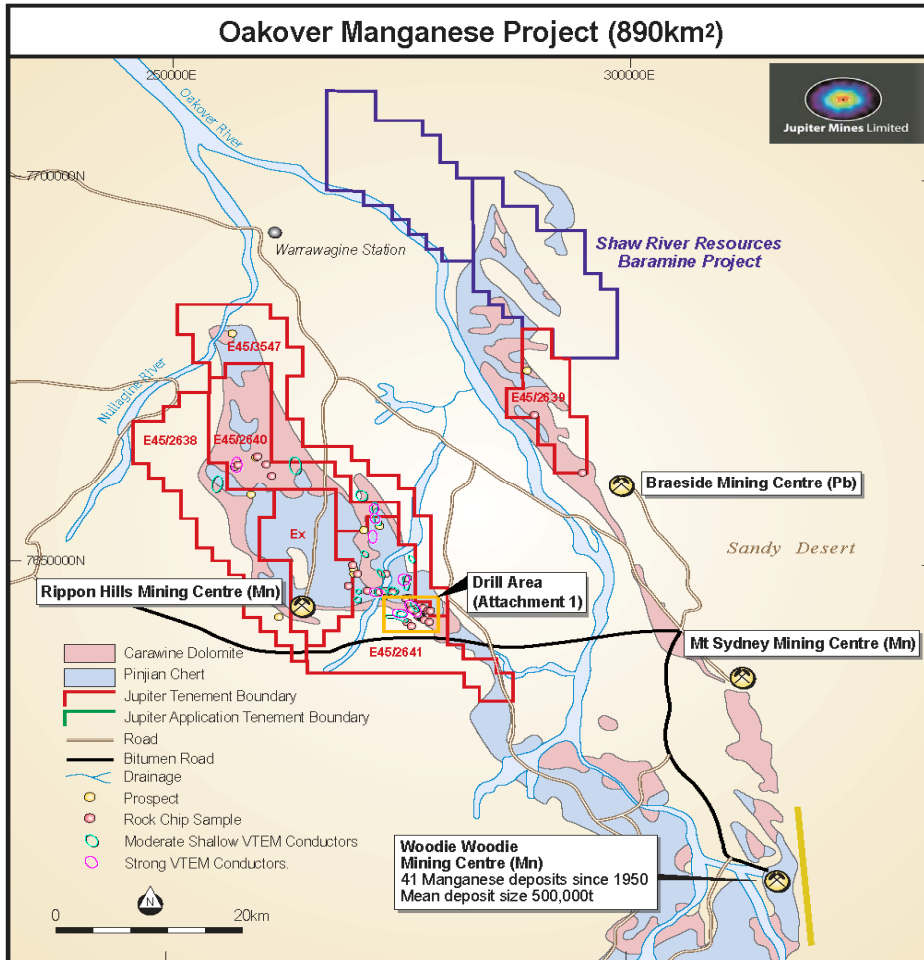 Oakover Manganese Project (890km²)
250000E
300000E
Oakover River
Jupiter Mines Limited
7700000N
Warrawagine Station
Shaw River Resources
Baramine Project
E45/3547
Nullagine River
E45/2639
E45/2638
E45/2640
Braeside Mining Centre (Pb)
Ex
Sandy Desert
7650000N
Drill Area
(Attachment 1)
Rippon Hills Mining Centre (Mn)
Mt Sydney Mining Centre (Mn)
E45/2641
Carawine Dolomite
Pinjian Chert
Jupiter Tenement Boundary
Jupiter Application Tenement Boundary
Road
Bitumen Road
Drainage
Prospect
Rock Chip Sample
Moderate Shallow VTEM Conductors
Strong VTEM Conductors.
Woodie Woodie
Mining Centre (Mn)
41 Manganese deposits since 1950
Mean deposit size 500,000t
N
0
20km